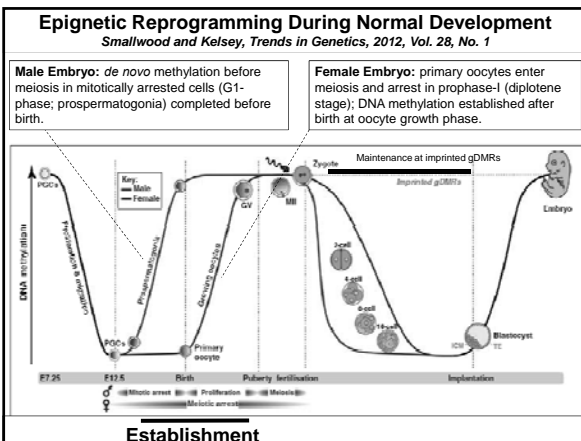 Epignetic Reprogramming During Normal Development
Smallwood and Kelsey, Trends in Genetics, 2012, Vol. 28, No. 1
Male Embryo: de novo methylation before
meiosis in mitotically arrested cells (G1-
phase; prospermatogonia) completed before
birth.
Female Embryo: primary oocytes enter
meiosis and arrest in prophase-I (diplotene
stage); DNA methylation established after
birth at oocyte growth phase.
Maintenance at imprinted gDMRs
Imprinted gDMRs
Zygote
PGCs
Key:
Male
Female
GV
MII
Embryo
DNA methylation
Growing oocytes
2-cell
4-cell
8-cell
16-cell
PGCs
Primary
oocyte
Blastocyst
ICM
TE
E7.25
E12.5
Birth
Puberty
fertilisation
Implantation
♂
Mitotic arrest
Proliferation
Meiosis
♀
Meiotic arrest
Establishment